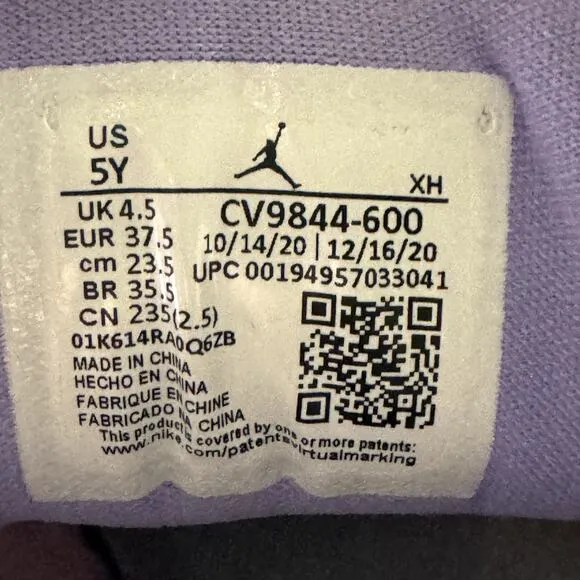 US
5Y
XH
UK 4.5
EUR 37.5
cm 23.5
BR 35.5
CN 235(2.5)
CV9844-600
10/14/20 | 12/16/20
UPC 00194957033041
01K614RA0Q6ZB
MADE IN CHINA
HECHO EN CHINA
FABRIQUE EN CHINE
FABRICADO NA CHINA
This product is covered by one or more patents:
www.nike.com/patentsvirtualmarking